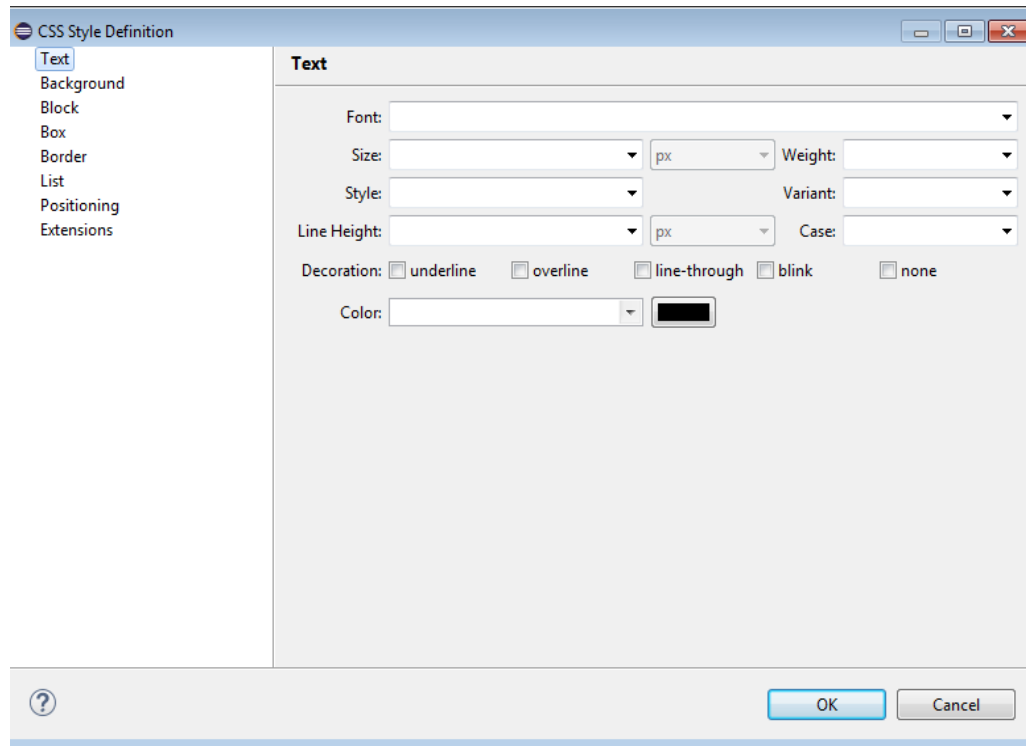 CSS Style Definition
Text
Background
Block
Box
Border
List
Positioning
Extensions
Text
Font:
Size: px Weight:
Style: Variant:
Line Height: px Case:
Decoration: underline overline line-through blink none
Color:
?
OK Cancel